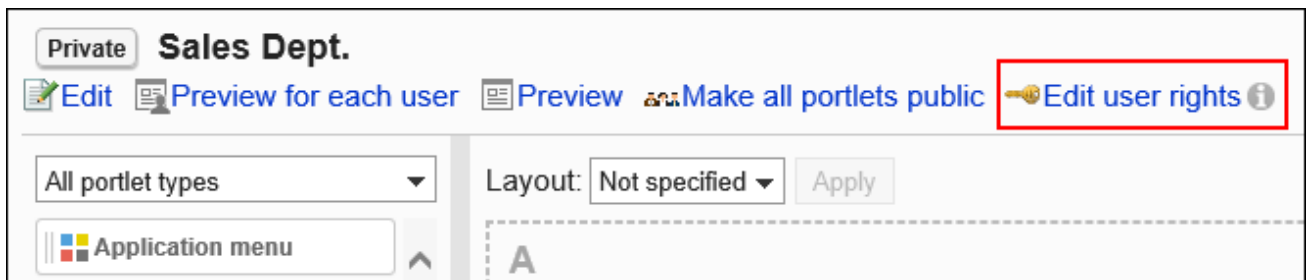 Private Sales Dept.
Edit Preview for each user Preview Make all portlets public Edit user rights
All portlet types Layout: Not specified Apply
Application menu
A